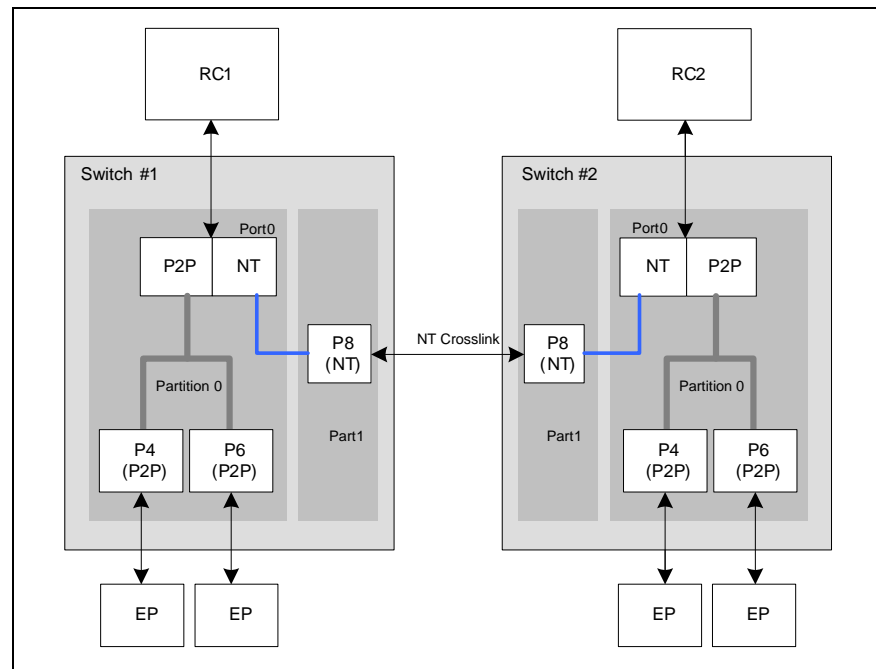 RC1
RC2
Switch #1
Switch #2
Port0
Port0
P2P
NT
NT
P2P
P8
(NT)
NT Crosslink
P8
(NT)
Partition 0
Partition 0
Part1
Part1
P4
(P2P)
P6
(P2P)
P4
(P2P)
P6
(P2P)
EP
EP
EP
EP